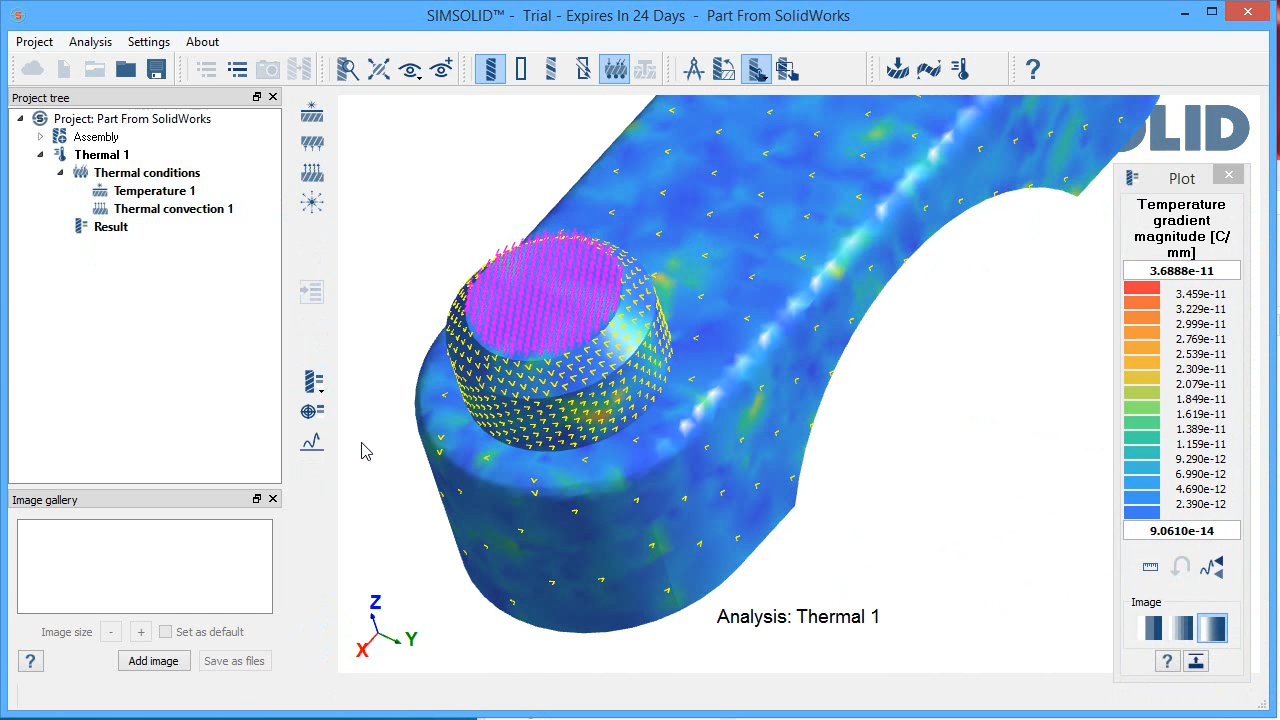 SIMSOLID™ - Trial - Expires In 24 Days - Part From SolidWorks
Project Analysis Settings About
Project tree
Project: Part From SolidWorks
Assembly
Thermal 1
Thermal conditions
Temperature 1
Thermal convection 1
Result
Image gallery
Image size - + Set as default
? Add image Save as files
Z
Y
X
Analysis: Thermal 1
OLID
Plot
Temperature
gradient
magnitude [C/
mm]
3.6888e-11
3.459e-11
3.229e-11
2.999e-11
2.769e-11
2.539e-11
2.309e-11
2.079e-11
1.849e-11
1.619e-11
1.389e-11
1.159e-11
9.290e-12
6.990e-12
4.690e-12
2.390e-12
9.0610e-14
Image
?